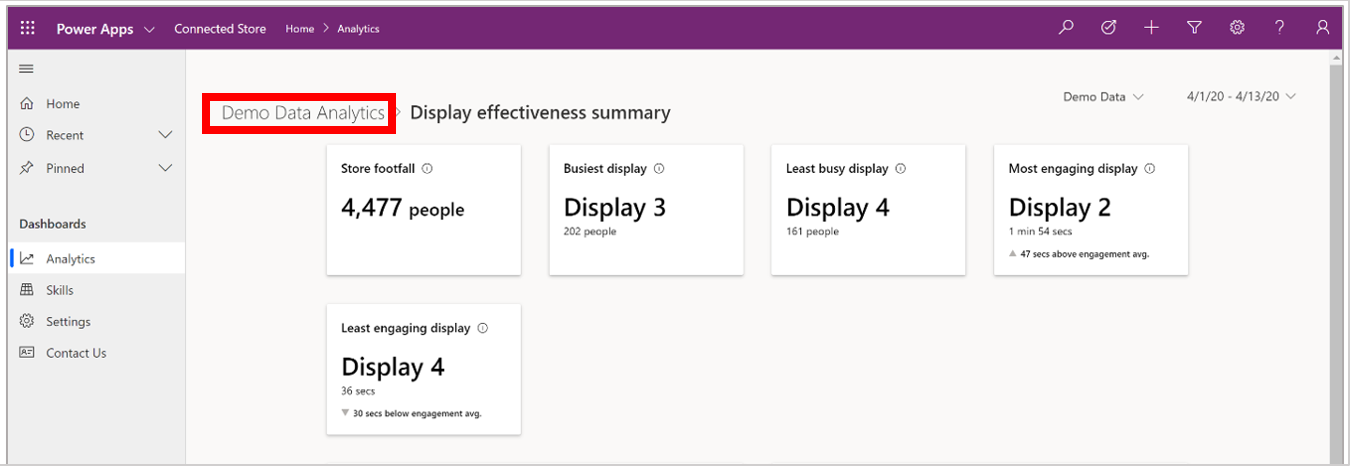 Power Apps
Connected Store
Home > Analytics
Home
Recent
Pinned
Dashboards
Analytics
Skills
Settings
Contact Us
Demo Data Analytics > Display effectiveness summary
Demo Data
4/1/20 - 4/13/20
Store footfall
4,477 people
Busiest display
Display 3
202 people
Least busy display
Display 4
161 people
Most engaging display
Display 2
1 min 54 secs
47 secs above engagement avg.
Least engaging display
Display 4
36 secs
30 secs below engagement avg.